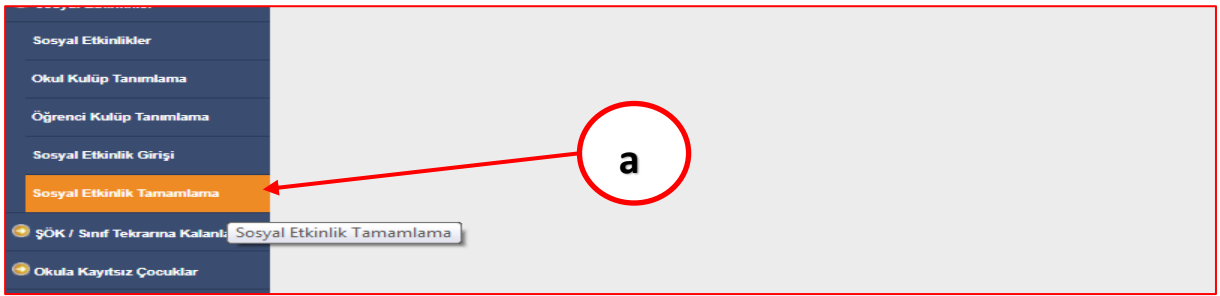 Sosyal Etkinlikler
Okul Kulüp Tanımlama
Öğrenci Kulüp Tanımlama
Sosyal Etkinlik Girişi
Sosyal Etkinlik Tamamlama
a
ŞÖK / Sınıf Tekrarına
Sosyal Etkinlik Tamamlama
Okula Kayıtsız Çocuklar